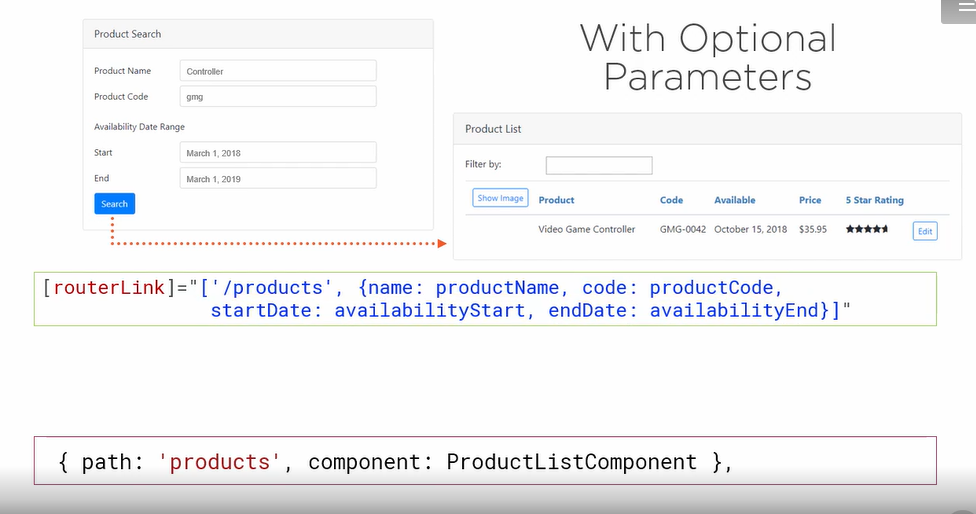 With Optional
Parameters
Product Search
Product Name Controller
Product Code gmg
Availability Date Range
Start March 1, 2018
End March 1, 2019
Search
Product List
Filter by:
Show Image Product Code Available Price 5 Star Rating
Video Game Controller GMG-0042 October 15, 2018 $35.95 Edit
[routerLink]="['/products', {name: productName, code: productCode,
startDate: availabilityStart, endDate: availabilityEnd}]"
{ path: 'products', component: ProductListComponent },